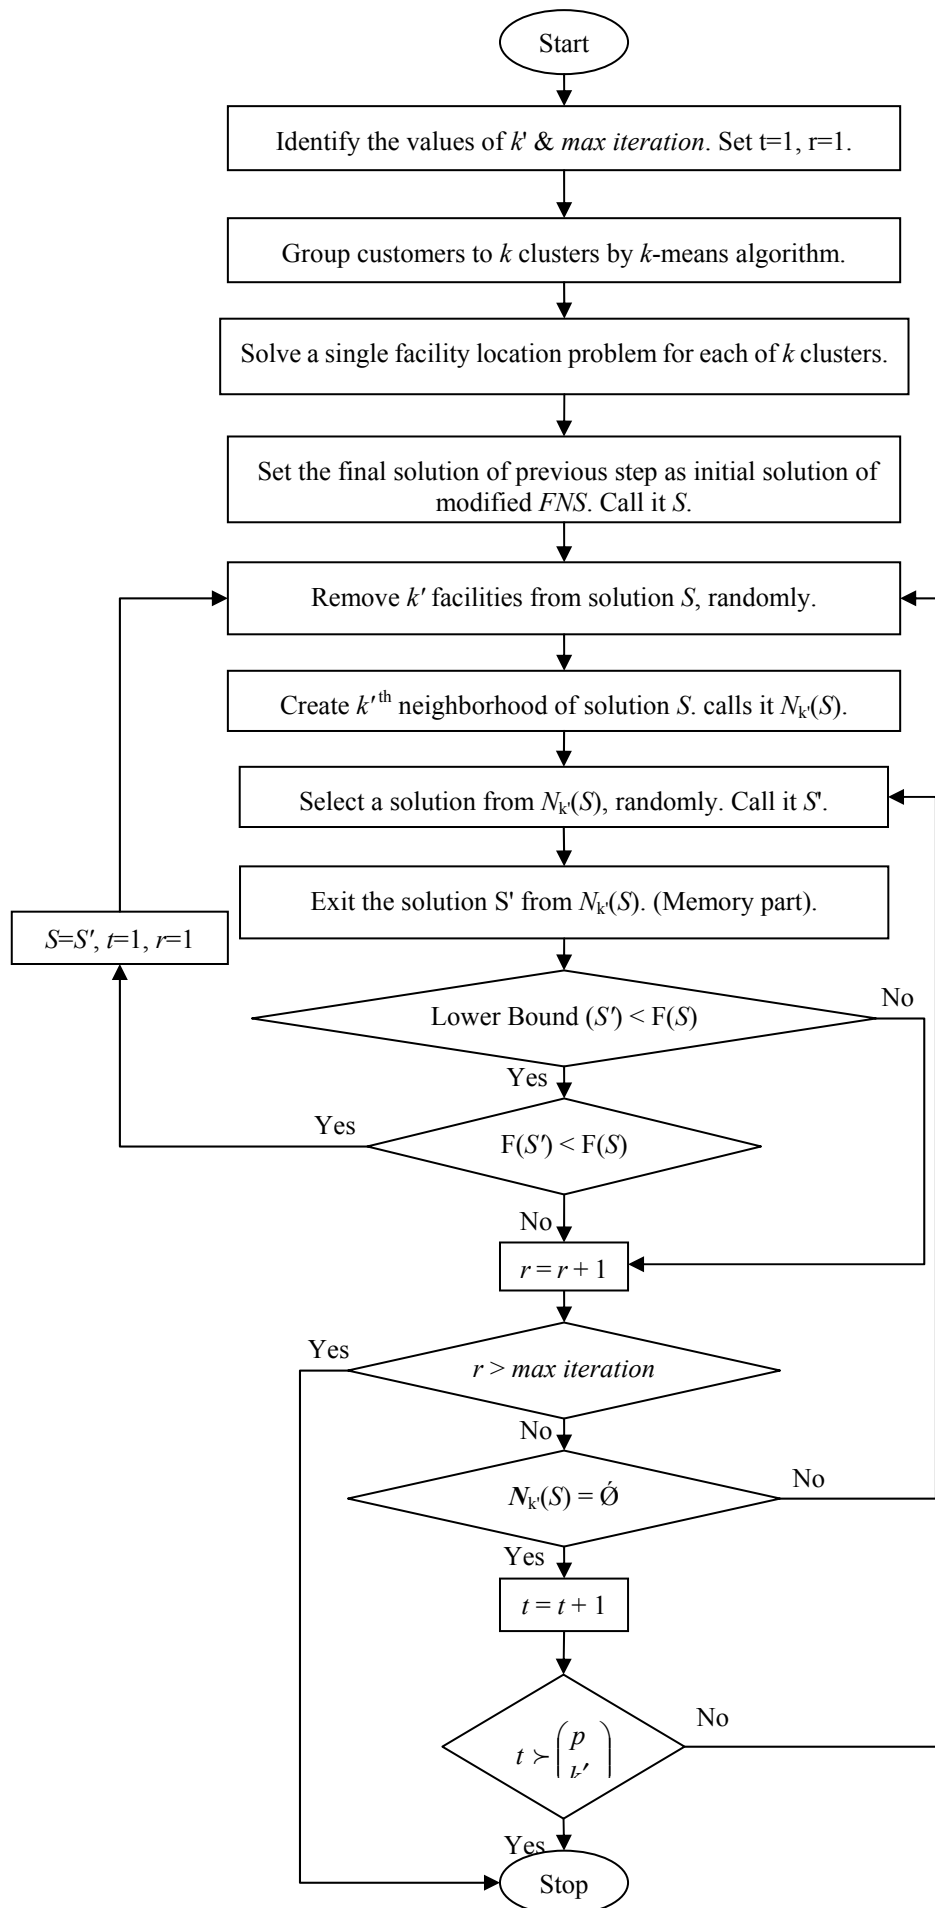 Start
Identify the values of k' & max iteration. Set t=1, r=1.
Group customers to k clusters by k-means algorithm.
Solve a single facility location problem for each of k clusters.
Set the final solution of previous step as initial solution of
modified FNS. Call it S.
Remove k' facilities from solution S, randomly.
Create k'th neighborhood of solution S. calls it Nk'(S).
Select a solution from Nk'(S), randomly. Call it S'.
Exit the solution S' from Nk'(S). (Memory part).
S=S', t=1, r=1
Lower Bound (S') < F(S)
No
Yes
F(S') < F(S)
Yes
No
r = r + 1
Yes
r > max iteration
No
Nk'(S) = Ǿ
No
Yes
t = t + 1
No
t ≻ (p
k')
Yes
Stop